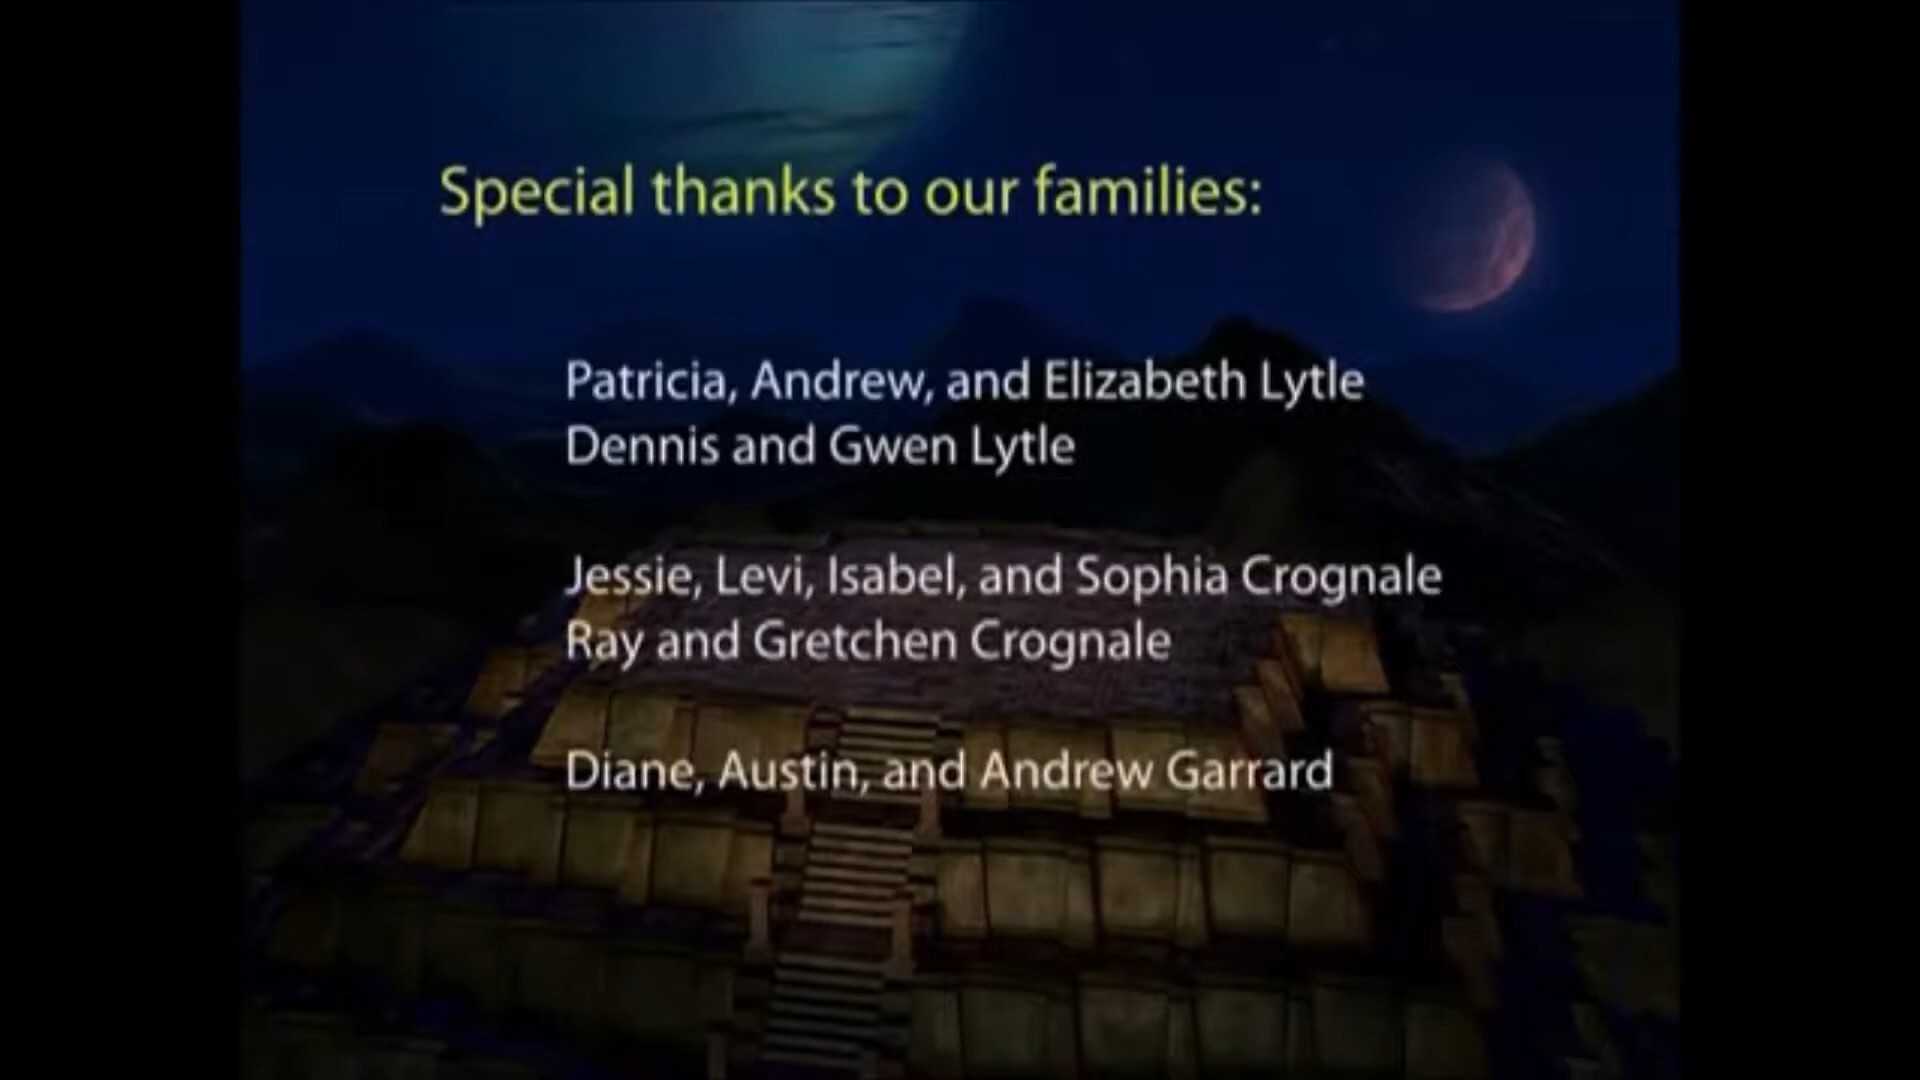 Special thanks to our families:
Patricia, Andrew, and Elizabeth Lytle
Dennis and Gwen Lytle
Jessie, Levi, Isabel, and Sophia Crognale
Ray and Gretchen Crognale
Diane, Austin, and Andrew Garrard